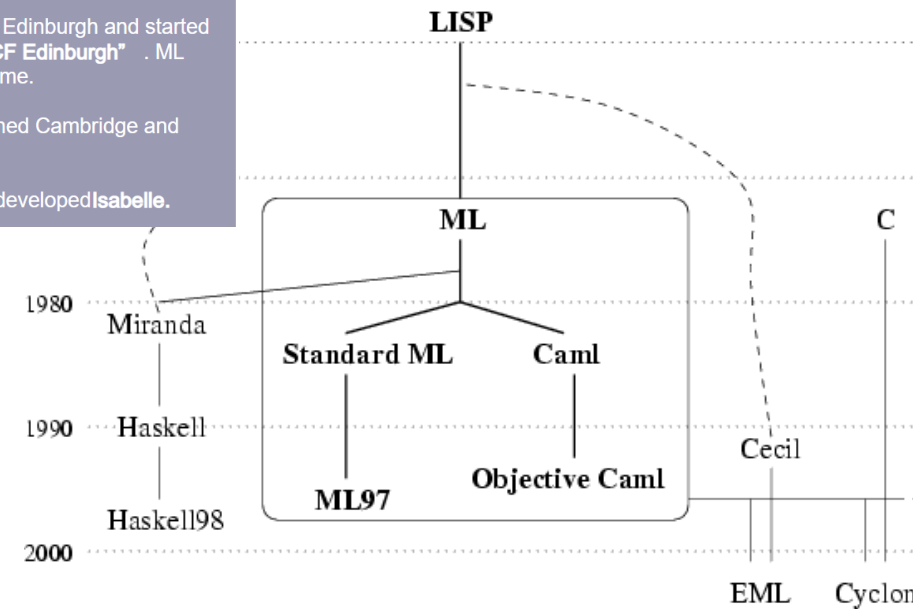 Edinburgh and started
CF Edinburgh” . ML
me.
ned Cambridge and
developedIsabelle.
LISP
ML
C
1980
Miranda
Standard ML
Caml
1990
Haskell
Cecil
Objective Caml
ML97
Haskell98
2000
EML
Cyclon